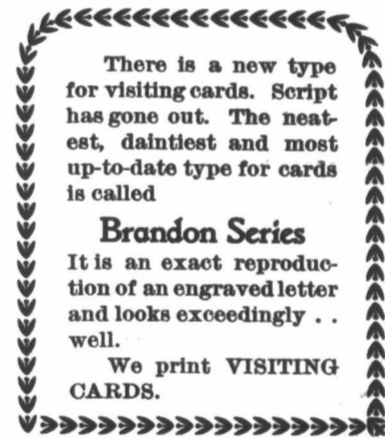 There is a new type
for visiting cards. Script
has gone out. The neat-
est, daintiest and most
up-to-date type for cards
is called
Brandon Series
It is an exact reproduc-
tion of an engraved letter
and looks exceedingly . .
well.
We print VISITING
CARDS.